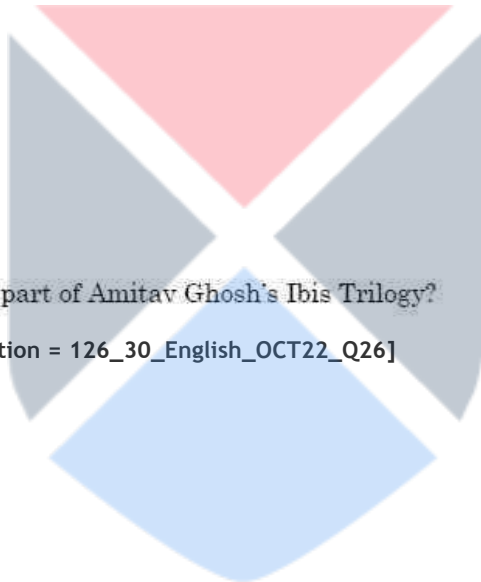 part of Amitav Ghosh's Ibis Trilogy?
tion = 126_30_English_OCT22_Q26]